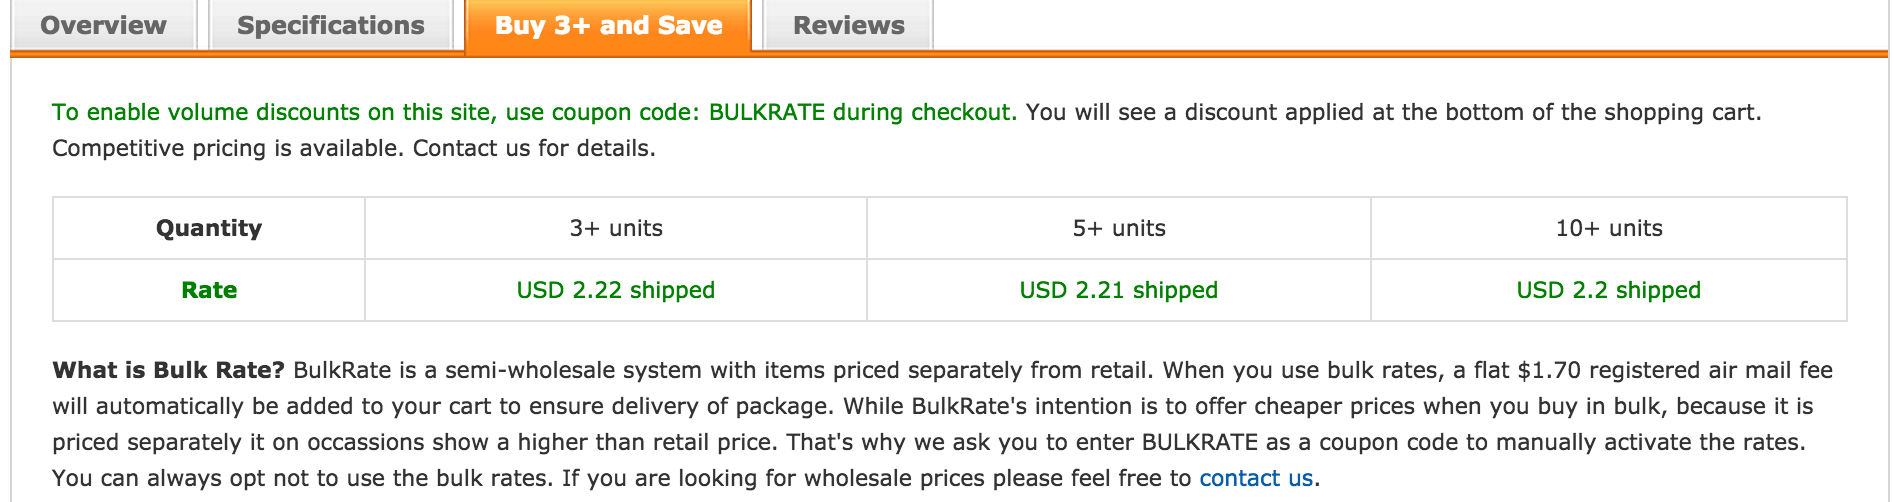 Overview Specifications Buy 3+ and Save Reviews
To enable volume discounts on this site, use coupon code: BULKRATE during checkout. You will see a discount applied at the bottom of the shopping cart.
Competitive pricing is available. Contact us for details.
Quantity 3+ units 5+ units 10+ units
Rate USD 2.22 shipped USD 2.21 shipped USD 2.2 shipped
What is Bulk Rate? BulkRate is a semi-wholesale system with items priced separately from retail. When you use bulk rates, a flat $1.70 registered air mail fee
will automatically be added to your cart to ensure delivery of package. While BulkRate's intention is to offer cheaper prices when you buy in bulk, because it is
priced separately it on occassions show a higher than retail price. That's why we ask you to enter BULKRATE as a coupon code to manually activate the rates.
You can always opt not to use the bulk rates. If you are looking for wholesale prices please feel free to contact us.